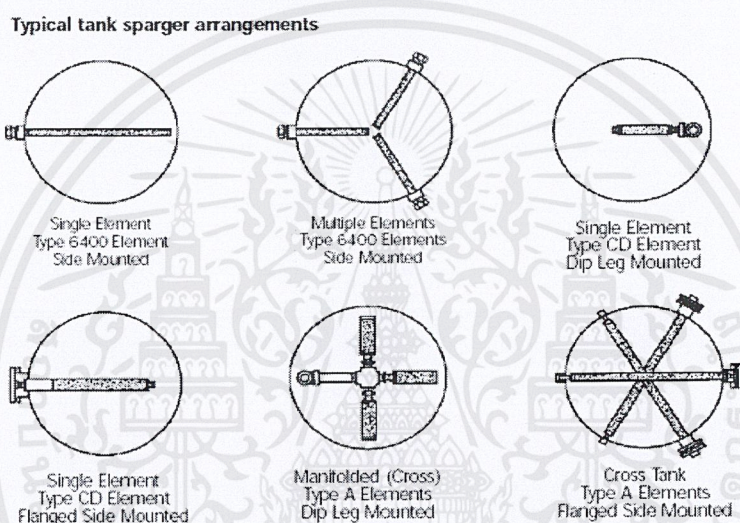 Typical tank sparger arrangements
Single Element
Type 6400 Element
Side Mounted
Multiple Elements
Type 6400 Elements
Side Mounted
Single Element
Type CD Element
Dip Leg Mounted
Single Element
Type CD Element
Flanged Side Mounted
Manifolded (Cross)
Type A Elements
Dip Leg Mounted
Cross Tank
Type A Elements
Flanged Side Mounted